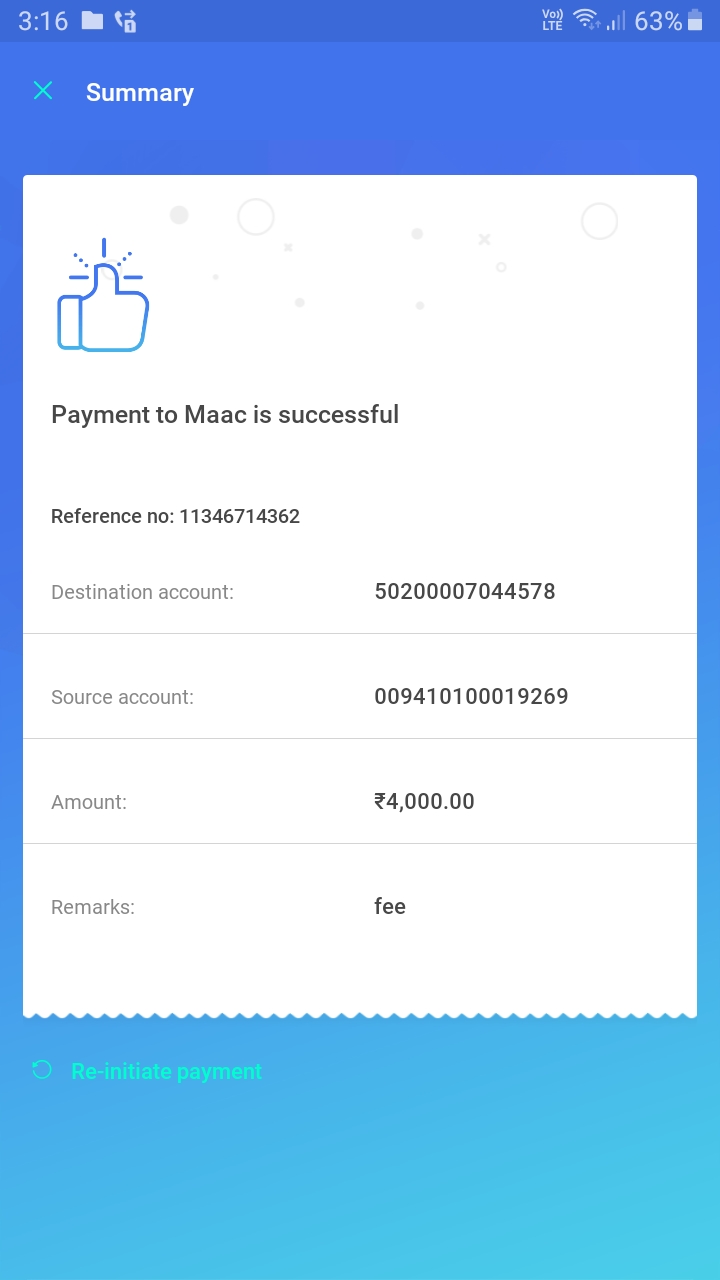 3:16 1 Vo)) LTE 63%
Summary
Payment to Maac is successful
Reference no: 11346714362
Destination account: 50200007044578
Source account: 009410100019269
Amount: ₹4,000.00
Remarks: fee
Re-initiate payment